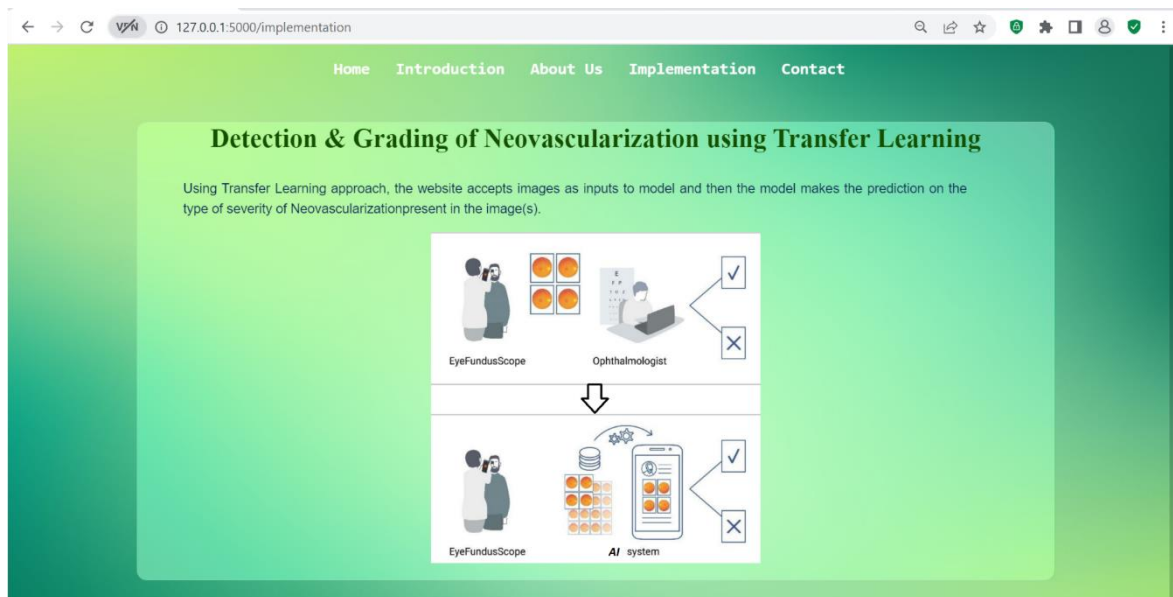 VPN 127.0.0.1:5000/implementation
Home Introduction About Us Implementation Contact
Detection & Grading of Neovascularization using Transfer Learning
Using Transfer Learning approach, the website accepts images as inputs to model and then the model makes the prediction on the
type of severity of Neovascularizationpresent in the image(s).
E
F P
EyeFundusScope Ophthalmologist
EyeFundusScope AI system